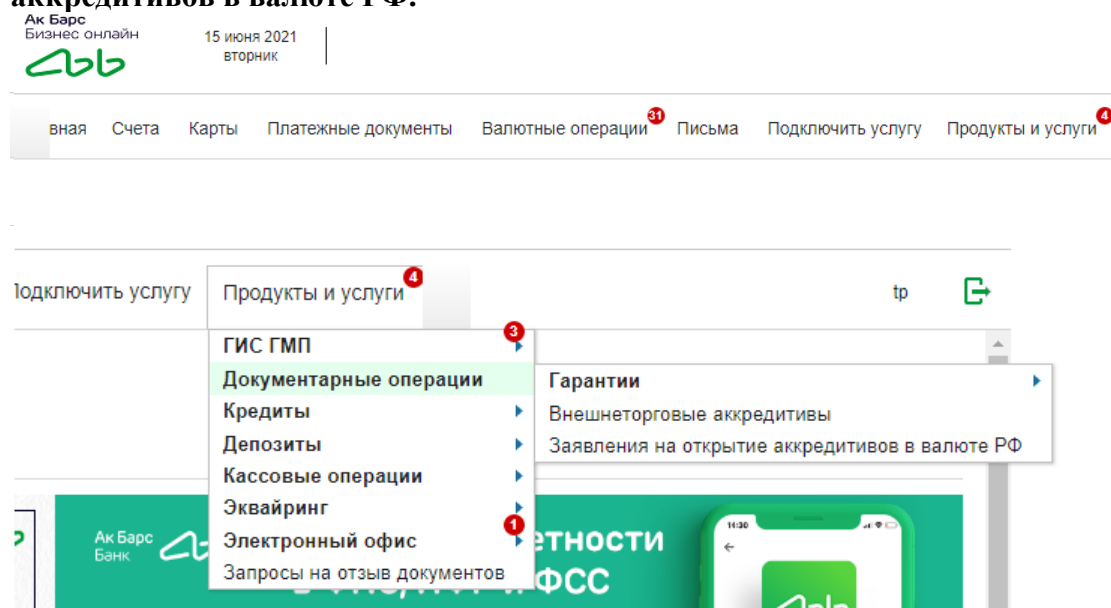 аккредитивов в валюте РФ.
Ак Барс
Бизнес онлайн
15 июня 2021
вторник
вная Счета Карты Платежные документы Валютные операции 31 Письма Подключить услугу Продукты и услуги 4
Подключить услугу Продукты и услуги 4 tp
ГИС ГМП 3
Документарные операции
Гарантии
Кредиты
Внешнеторговые аккредитивы
Депозиты
Заявления на открытие аккредитивов в валюте РФ
Кассовые операции
Эквайринг
Электронный офис 1
Запросы на отзыв документов
Ак Барс
Банк
етности
ФСС
14:30